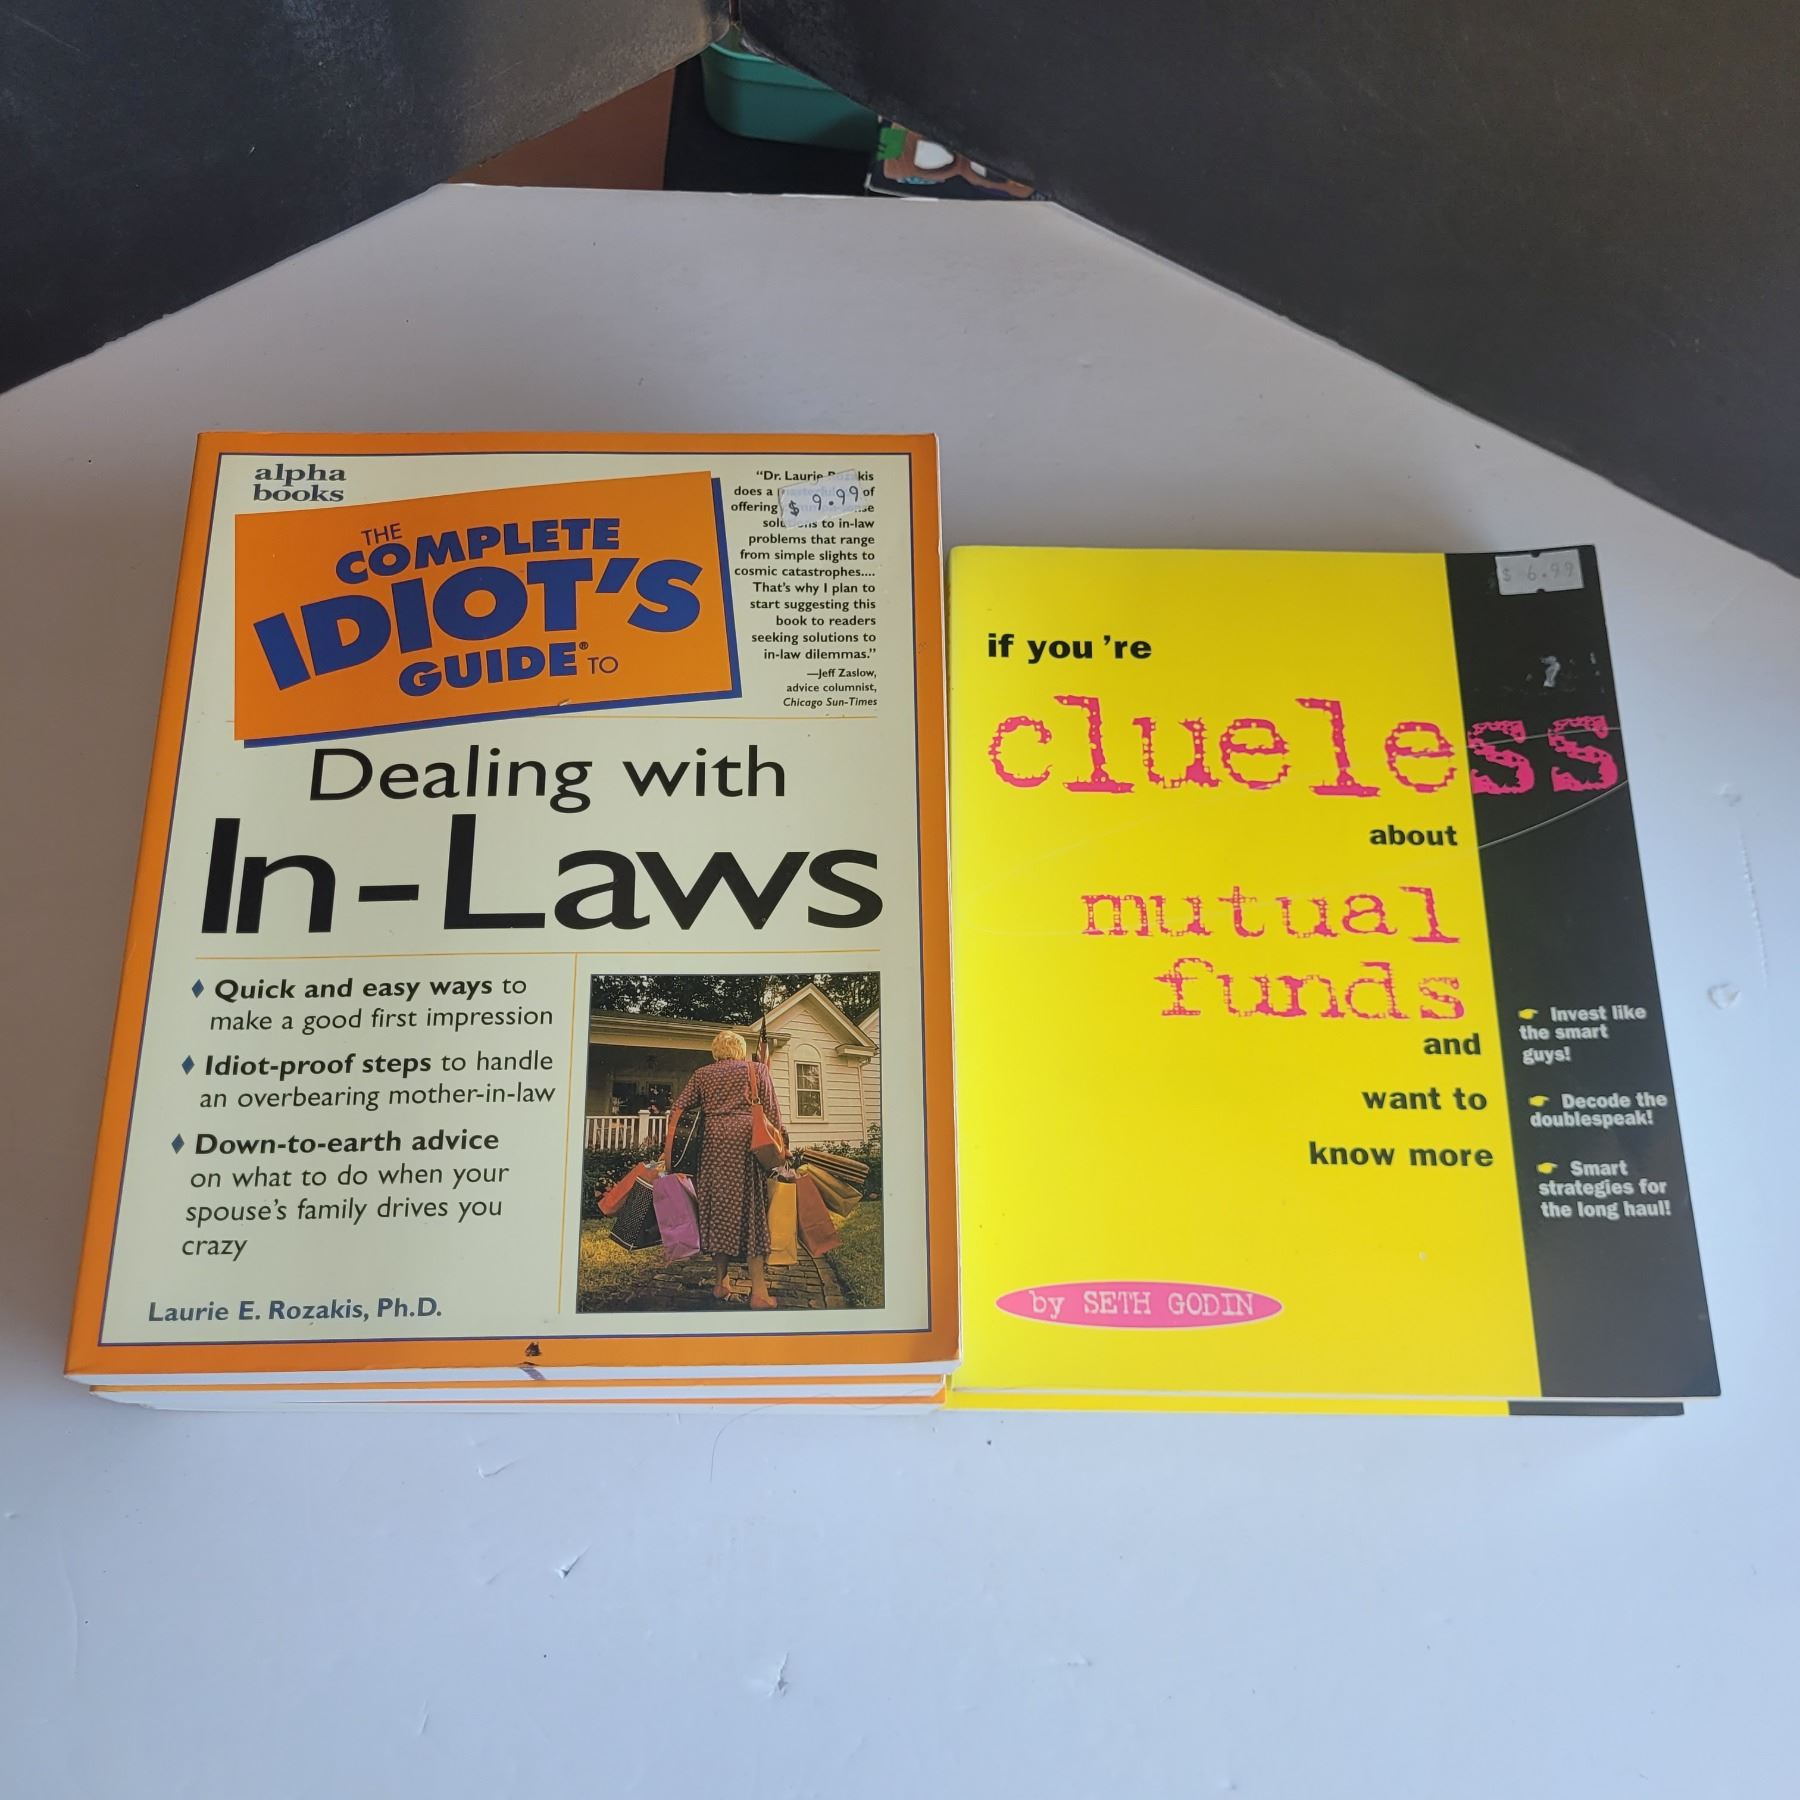 alpha
books
THE
COMPLETE
IDIOT'S
GUIDE® TO
"Dr. Laurie kis
does a of
offering
to in-law
problems that range
from simple slights to
cosmic catastrophes....
That's why I plan to
start suggesting this
book to readers
seeking solutions to
in-law dilemmas."
—Jeff Zaslow,
advice columnist,
Chicago Sun-Times
$ 9.99
Dealing with
In-Laws
Quick and easy ways to
make a good first impression
Idiot-proof steps to handle
an overbearing mother-in-law
Down-to-earth advice
on what to do when your
spouse's family drives you
crazy
Laurie E. Rozakis, Ph.D.
$ 6.99
if you 're
clueless
about
mutual
funds
and
want to
know more
Invest like
the smart
guys!
Decode the
doublespeak!
Smart
strategies for
the long haul!
by SETH GODIN